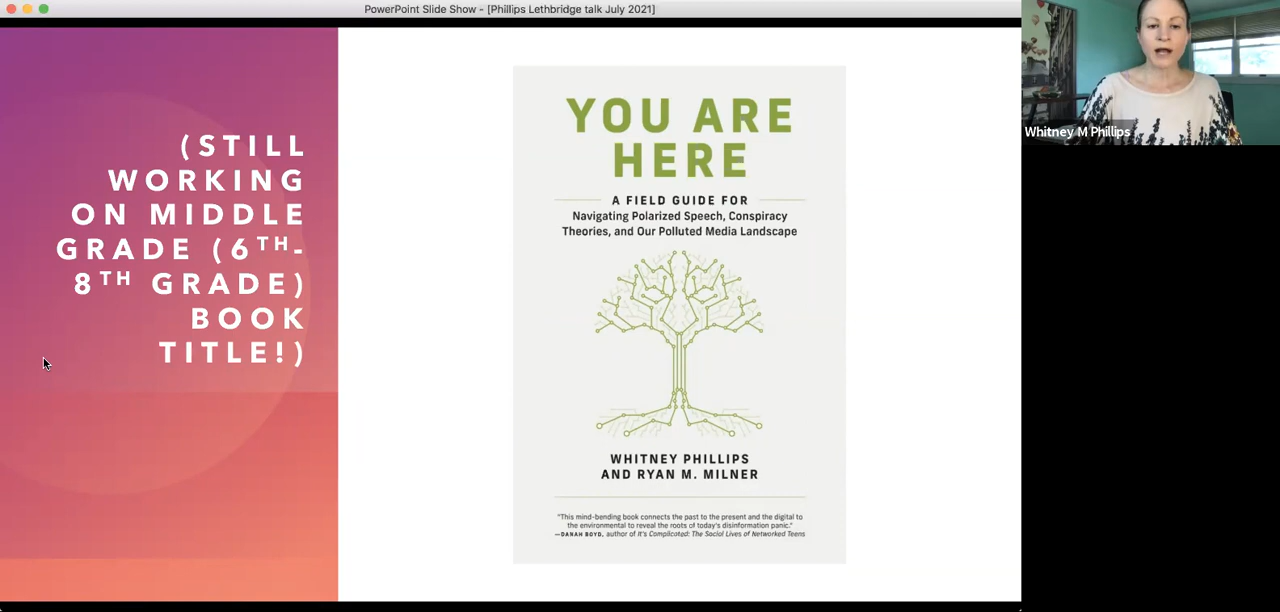 PowerPoint Slide Show - [Phillips Lethbridge talk July 2021]
(STILL
WORKING
ON MIDDLE
GRADE (6TH-
8TH GRADE)
BOOK
TITLE!)
YOU ARE
HERE
A FIELD GUIDE FOR
Navigating Polarized Speech, Conspiracy
Theories, and Our Polluted Media Landscape
WHITNEY PHILLIPS
AND RYAN M. MILNER
"This mind-bending book connects the past to the present and the digital to
the environmental to reveal the roots of today's disinformation panic."
—DANAH BOYD, author of It's Complicated: The Social Lives of Networked Teens
Whitney M Phillips